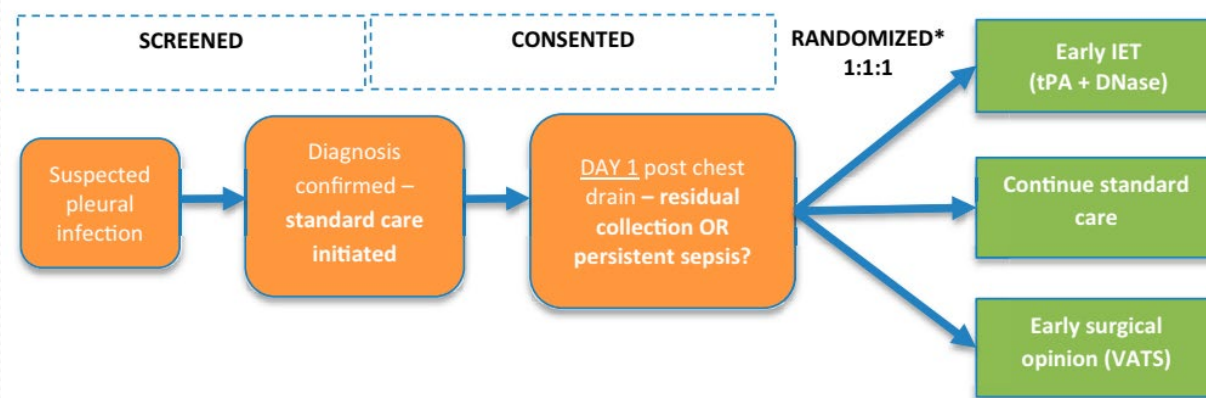 SCREENED
CONSENTED
RANDOMIZED*
1:1:1
Suspected
pleural
infection
Diagnosis
confirmed –
standard care
initiated
DAY 1 post chest
drain – residual
collection OR
persistent sepsis?
Early IET
(tPA + DNase)
Continue standard
care
Early surgical
opinion (VATS)